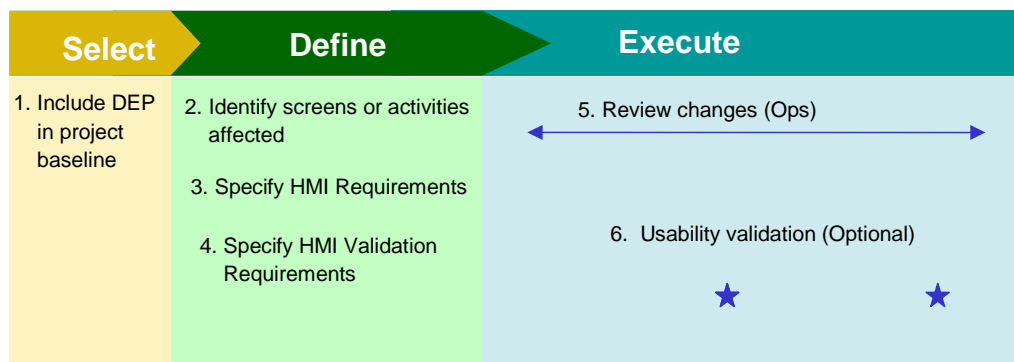 Select
Define
Execute
1. Include DEP
in project
baseline
2. Identify screens or activities
affected
3. Specify HMI Requirements
4. Specify HMI Validation
Requirements
5. Review changes (Ops)
6. Usability validation (Optional)